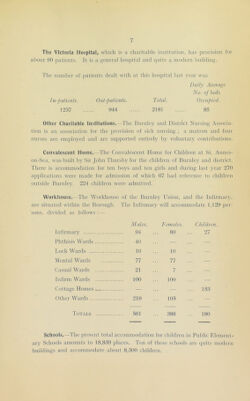 7
The Victoria Hospital, which is a charitable institution, has provision for
about 90 patients. It is a general hospital and quite a modern building.
The number of patients dealt with at this hospital last year was
Daily Average
No. of beds
In-patients. Out-patients. Total. Occupied.
1237 ...... 944 ...... 2181 ...... 85
Other Charitable Institutions.—The Burnley and District Nursing Associa-
tion is an association for the provision of sick nursing ; a matron and four
nurses are employed and are supported entirely by voluntary contributions.
Convalescent Home.—The Convalescent Home for Children at St. Annes-
on-Sea, was built by Sir John Thursby for the children of Burnley and district.
There is accommodation for ten boys and ten girls and during last year 270
applications were made for admission of which 67 had reference to children
outside Burnley. 224 children were admitted.
Workhouse.—The Workhouse of the Burnley Union, and the Infirmary,
are situated within the Borough. The Infirmary will accommodate 1,129 per-
sons, divided as follows :—
Males. Females. Children.
Infirmary ........................ 94 ... 89 ... 27
Phthisis Wards ................ 40 ... — ... —
Lock Wards .................... 10 ... 10 ... —
Mental Wards ................. 77 ... 77 ... —
Casual Wards ................. 21 ... 7 ... —
Infirm Wards .................. 100 ... 100 ... —
Cottage Homes ................ — ... — ...
Other Wards .................. ... 105 ... —
Totals ............... 561 ...
Schools.—The present total accommodation for children in Public Element-
ary Schools amounts to 18,839 places. Ten of these schools are quite modern
buildings and accommodate about 8,300 children.